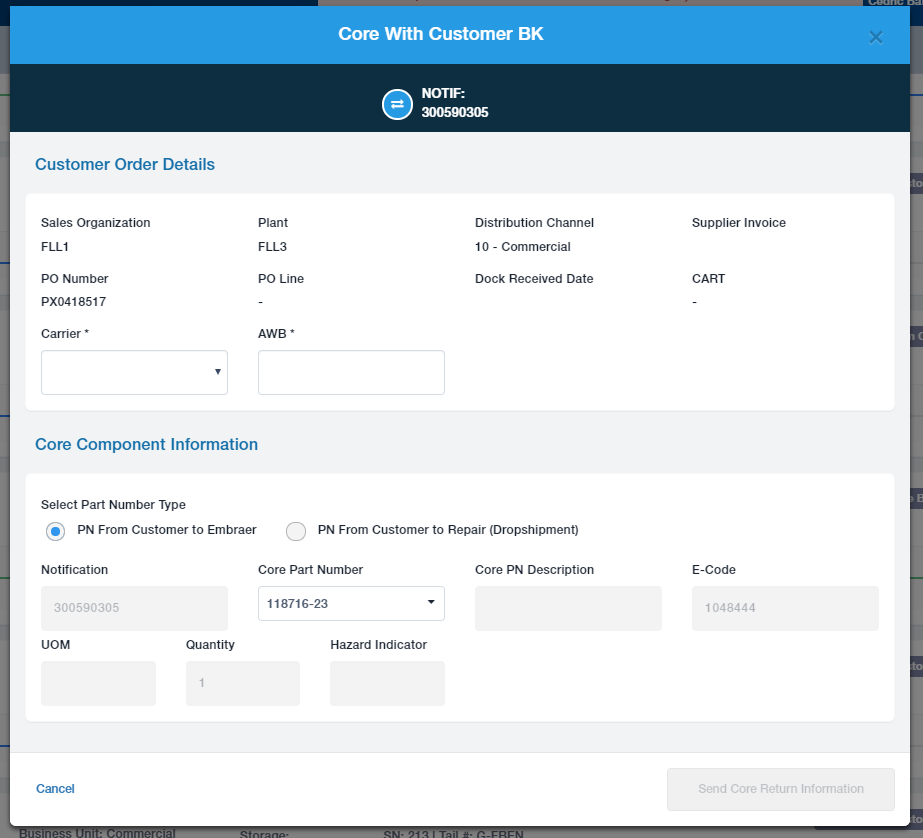 Cedric Ba
Core With Customer BK
×
NOTIF:
300590305
Customer Order Details
Sales Organization Plant Distribution Channel Supplier Invoice
FLL1 FLL3 10 - Commercial
PO Number PO Line Dock Received Date CART
PX0418517 - -
Carrier * AWB *
Core Component Information
Select Part Number Type
PN From Customer to Embraer PN From Customer to Repair (Dropshipment)
Notification Core Part Number Core PN Description E-Code
300590305 118716-23 1048444
UOM Quantity Hazard Indicator
1
Cancel Send Core Return Information
Business Unit: Commercial Storage: SN: 213 | Tail #: G-FBEN